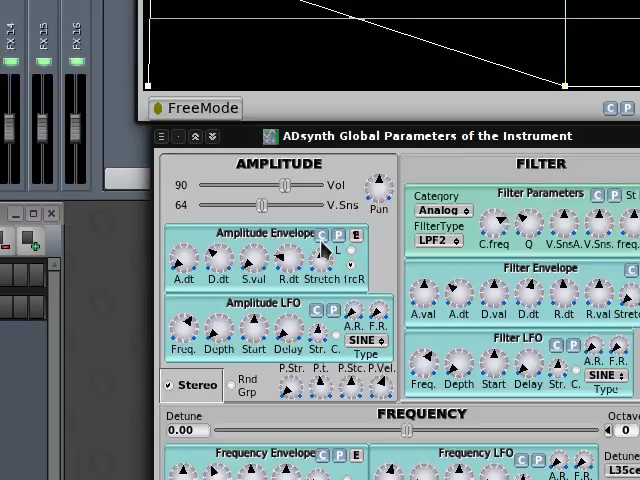 FX 14
FX 15
FX 16
FreeMode
C P
ADsynth Global Parameters of the Instrument
AMPLITUDE
90 Vol
64 V.Sns
Pan
Amplitude Envelope C P E
L
A.dt D.dt S.val R.dt Stretch frcR
Amplitude LFO C P
A.R. F.R.
SINE
Freq. Depth Start Delay Str. C. Type
Stereo
Rnd
Grp
P.Str. P.t. P.Stc. P.Vel.
FILTER
Category
Analog
FilterType
LPF2
Filter Parameters C P St
C.freq Q V.SnsA. V.Sns. freq
Filter Envelope C
A.val A.dt D.val D.dt R.dt R.val
Filter LFO C P
A.R. F.R.
SINE
Freq. Depth Start Delay Str. C. Type
FREQUENCY
Detune
0.00
Octave
0
Frequency Envelope C P E
Frequency LFO C P
A.R. F.R.
Detune
L35ce